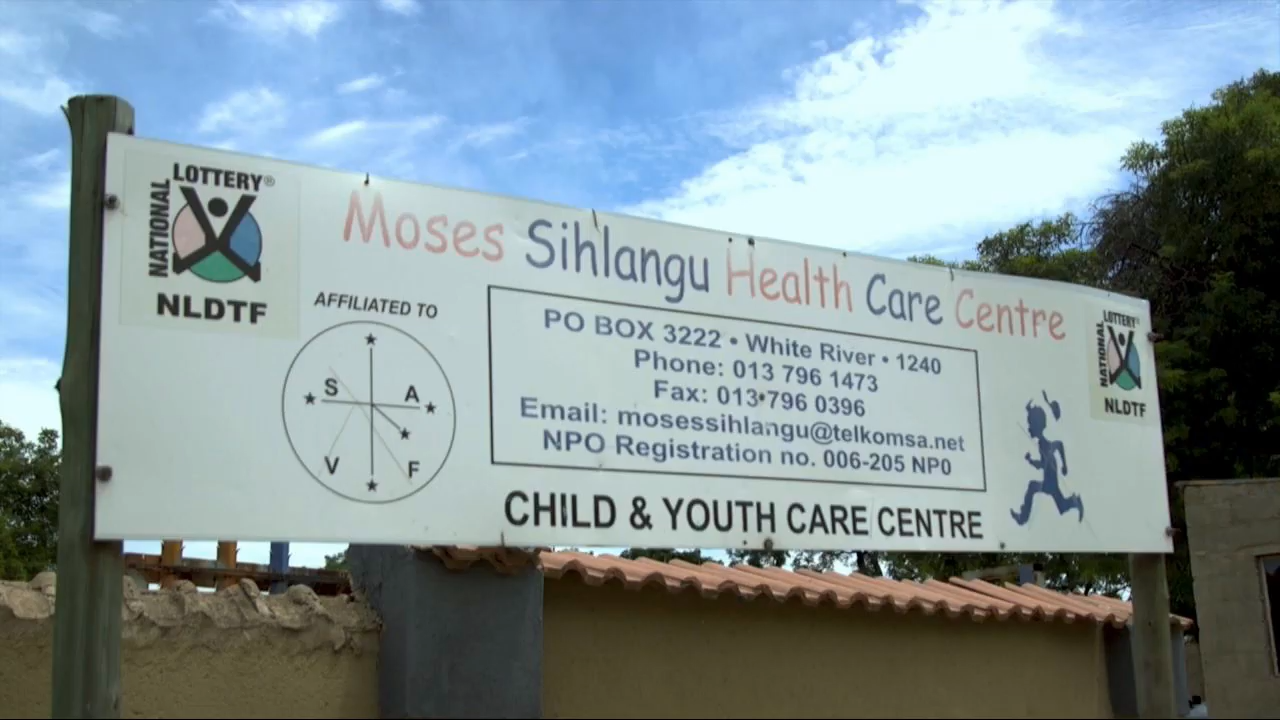 NATIONAL LOTTERY®
NLDTF
Moses Sihlangu Health Care Centre
AFFILIATED TO
S A
V F
PO BOX 3222 • White River • 1240
Phone: 013 796 1473
Fax: 013 796 0396
Email: mosessihlangu@telkomsa.net
NPO Registration no. 006-205 NP0
CHILD & YOUTH CARE CENTRE
NATIONAL LOTTERY
NLDTF